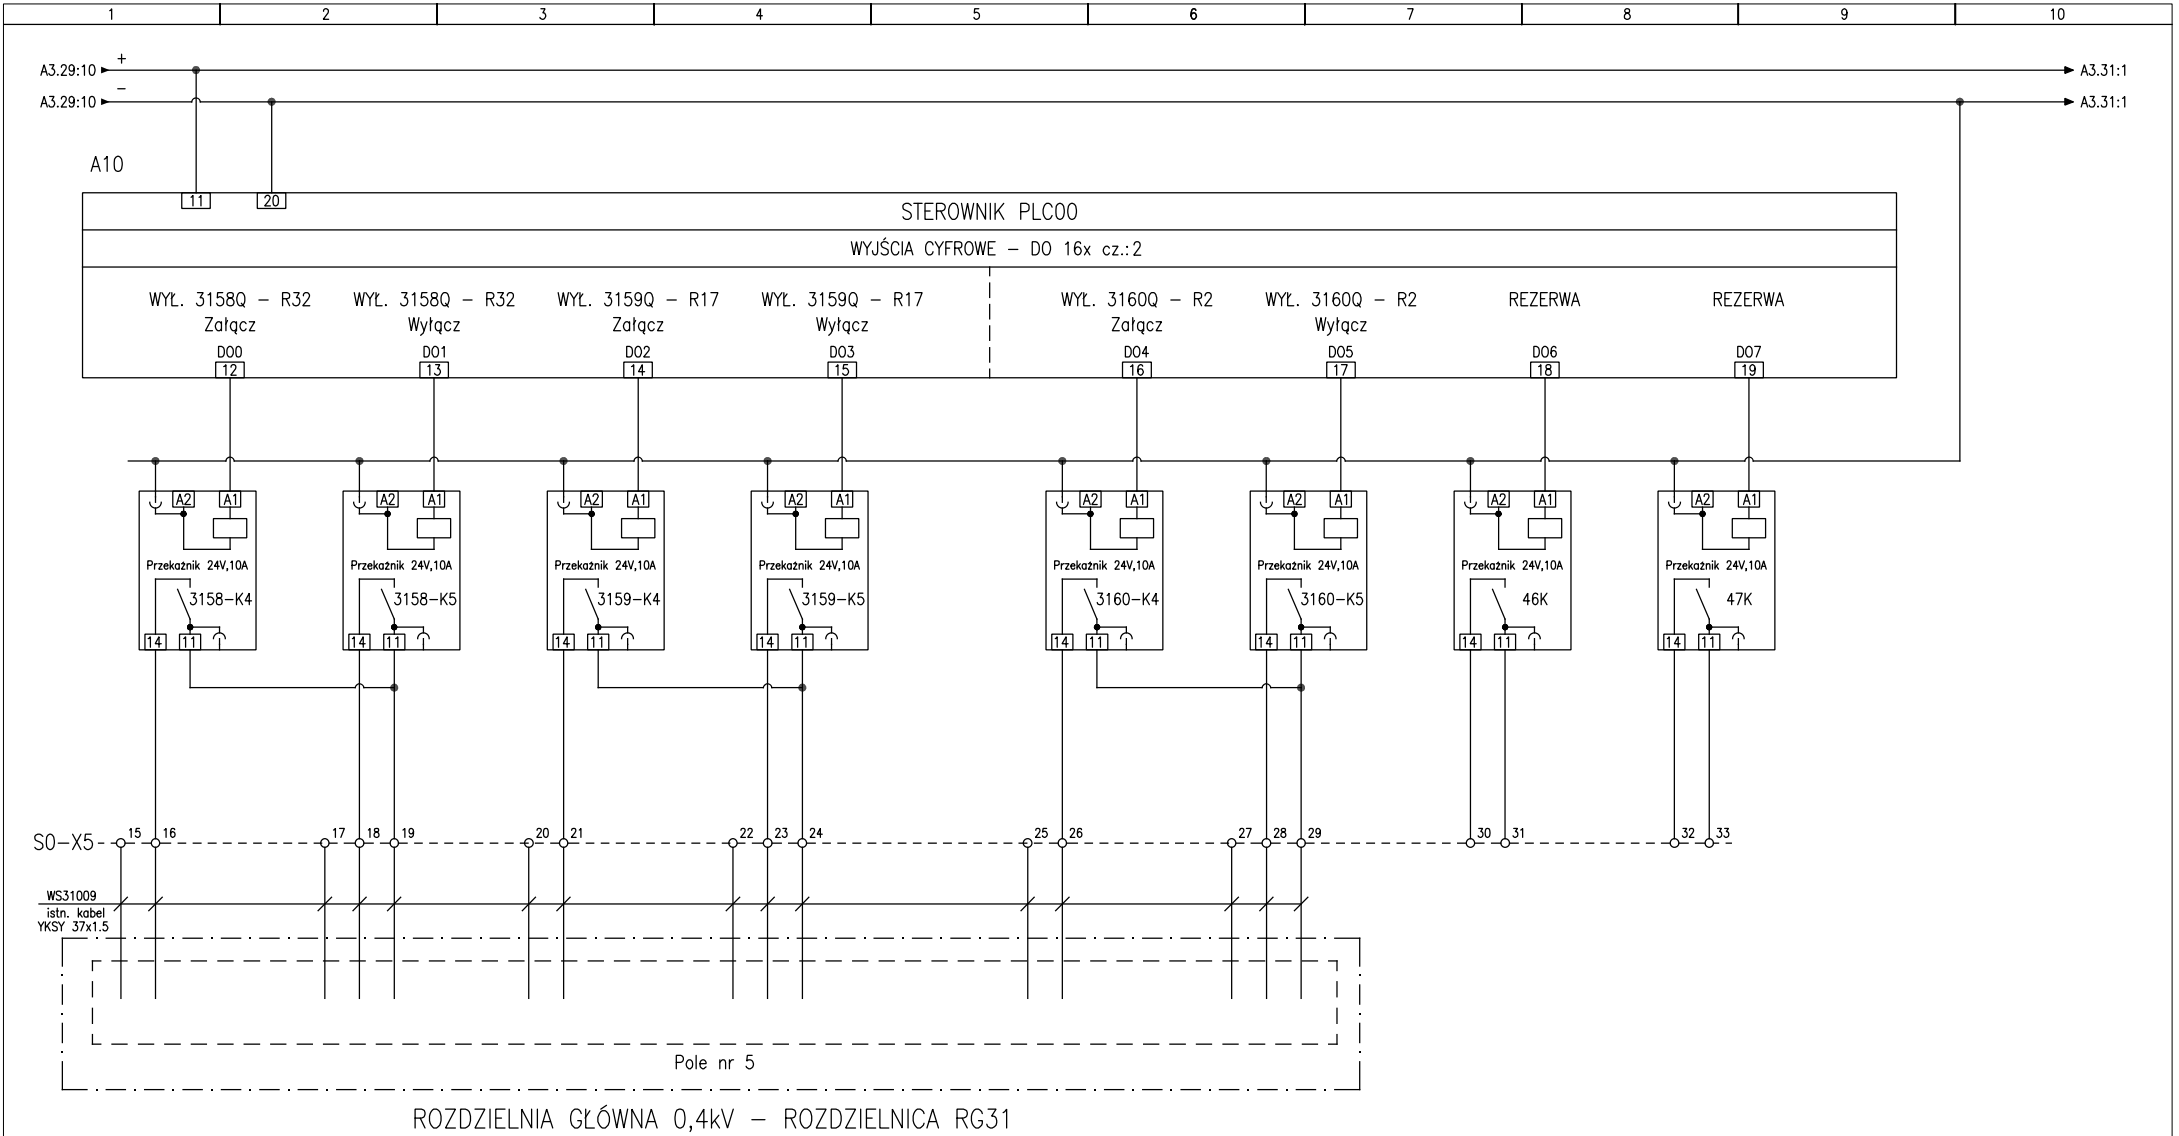 1 2 3 4 5 6 7 8 9 10
+
A3.29:10 A3.31:1
−
A3.29:10 A3.31:1
A10
11 20
STEROWNIK PLC00
WYJŚCIA CYFROWE − DO 16x cz.:2
WYŁ. 3158Q − R32 WYŁ. 3158Q − R32 WYŁ. 3159Q − R17 WYŁ. 3159Q − R17 WYŁ. 3160Q − R2 WYŁ. 3160Q − R2 REZERWA REZERWA
Załącz Wyłącz Załącz Wyłącz Załącz Wyłącz
DO0 DO1 DO2 DO3 DO4 DO5 DO6 DO7
12 13 14 15 16 17 18 19
A2 A1 A2 A1 A2 A1 A2 A1 A2 A1 A2 A1 A2 A1 A2 A1
Przekaźnik 24V,10A Przekaźnik 24V,10A Przekaźnik 24V,10A Przekaźnik 24V,10A Przekaźnik 24V,10A Przekaźnik 24V,10A Przekaźnik 24V,10A Przekaźnik 24V,10A
3158−K4 3158−K5 3159−K4 3159−K5 3160−K4 3160−K5 46K 47K
14 11 14 11 14 11 14 11 14 11 14 11 14 11 14 11
15 16 17 18 19 20 21 22 23 24 25 26 27 28 29 30 31 32 33
S0−X5
WS31009
istn. kabel
YKSY 37x1.5
Pole nr 5
ROZDZIELNIA GŁÓWNA 0,4kV − ROZDZIELNICA RG31